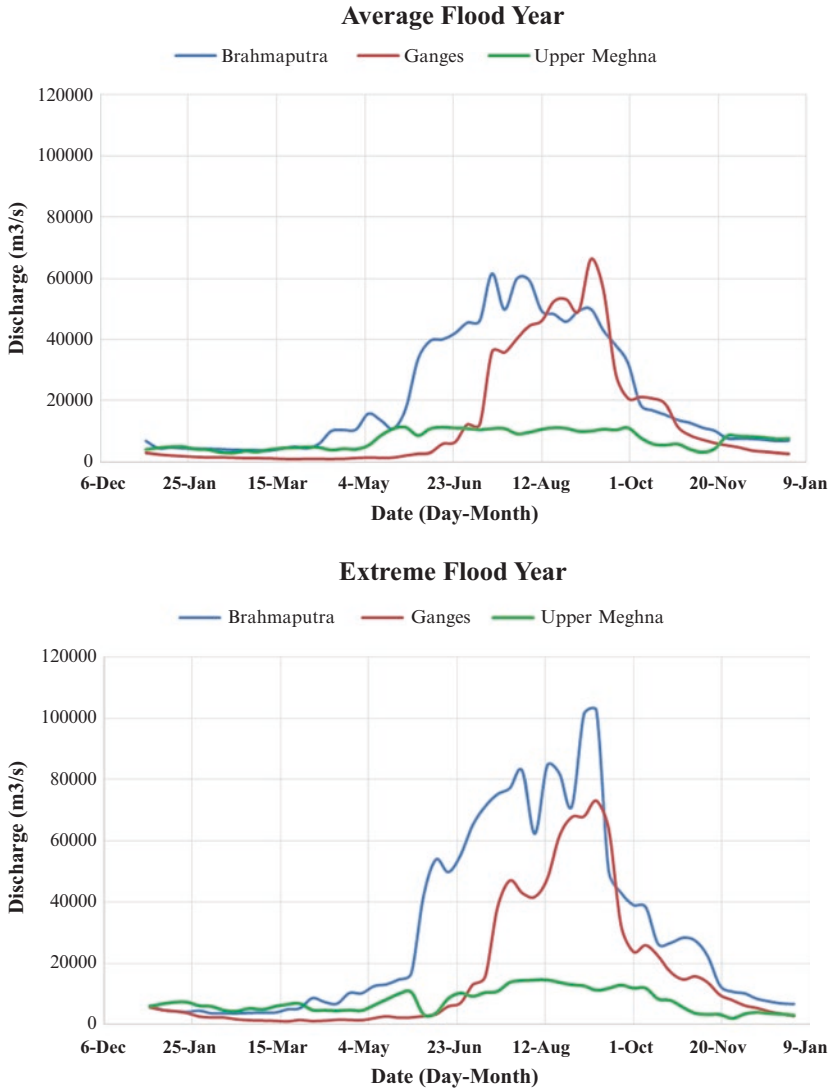 Average Flood Year
Brahmaputra Ganges Upper Meghna
120000
100000
80000
60000
40000
20000
0
Discharge (m3/s)
6-Dec 25-Jan 15-Mar 4-May 23-Jun 12-Aug 1-Oct 20-Nov 9-Jan
Date (Day-Month)
Extreme Flood Year
Brahmaputra Ganges Upper Meghna
120000
100000
80000
60000
40000
20000
0
Discharge (m3/s)
6-Dec 25-Jan 15-Mar 4-May 23-Jun 12-Aug 1-Oct 20-Nov 9-Jan
Date (Day-Month)